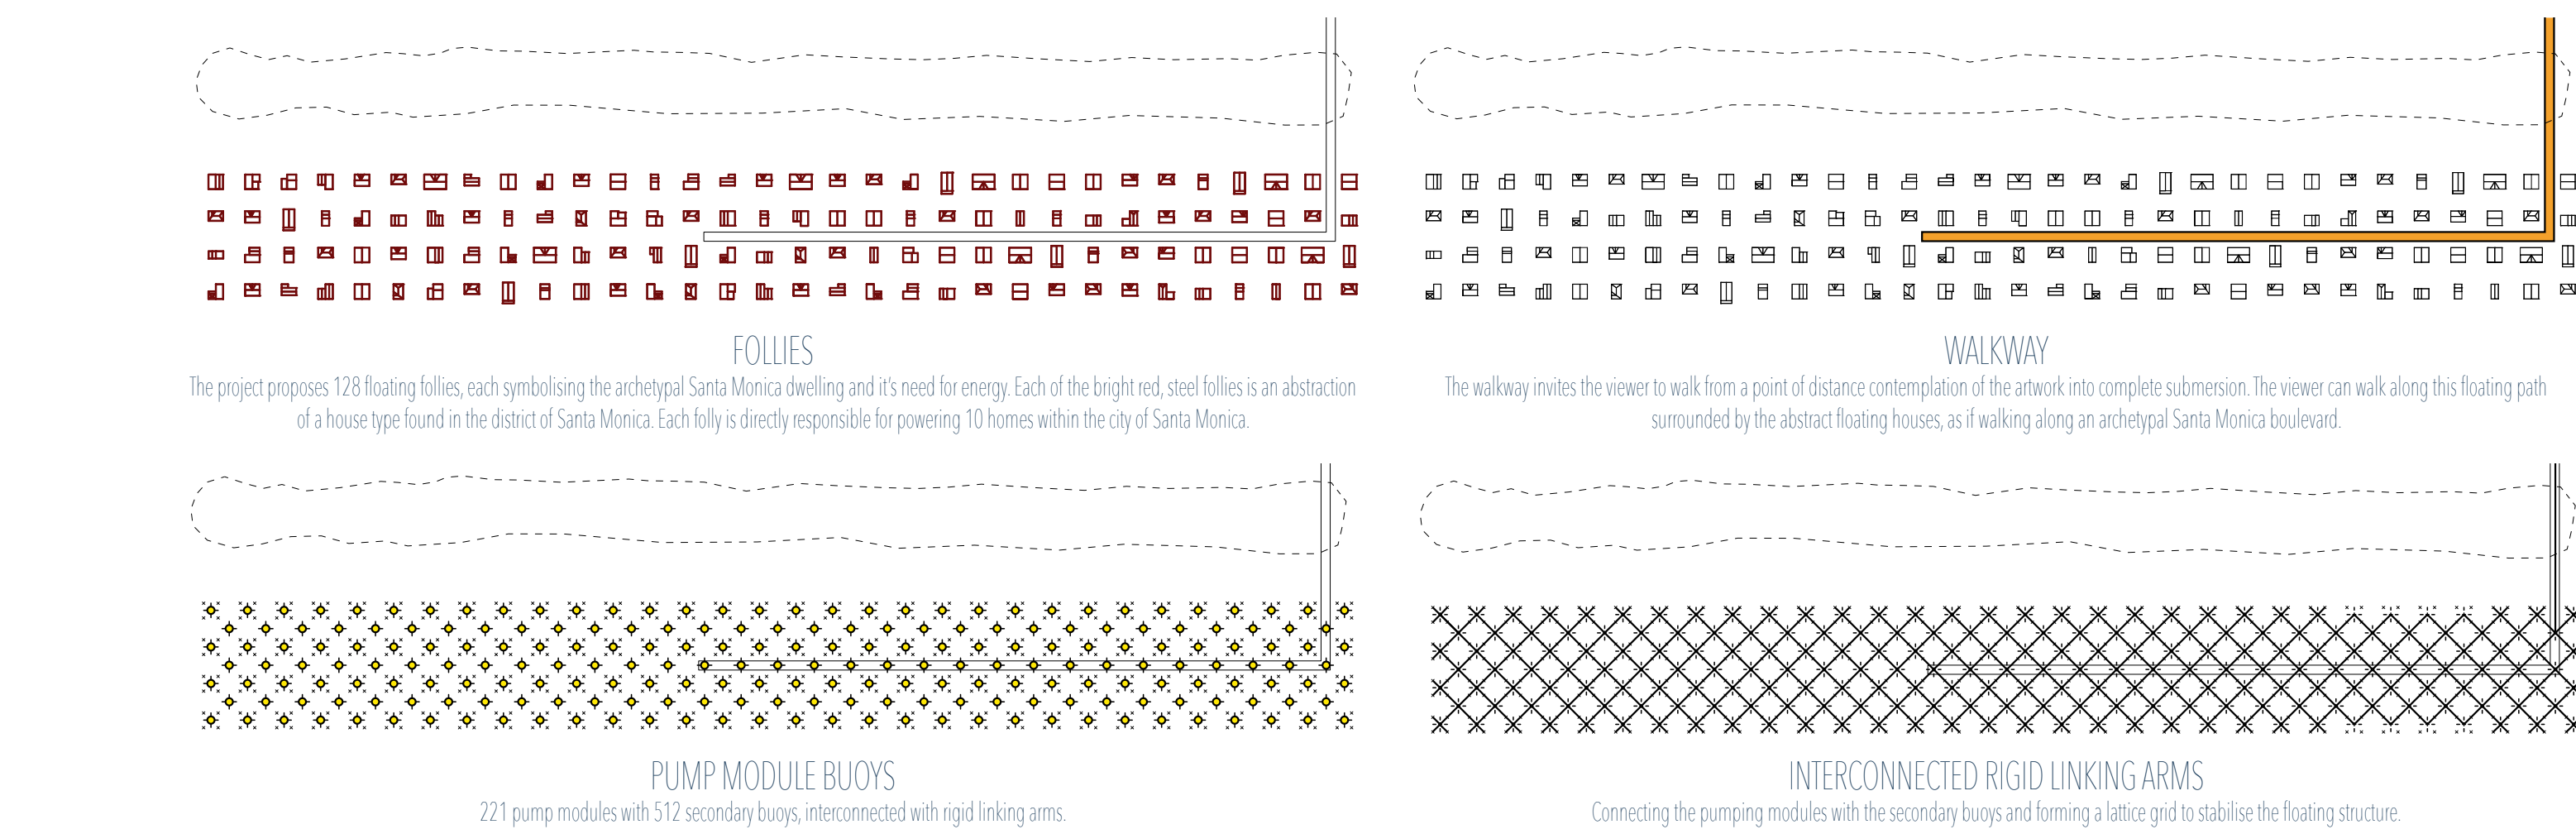 FOLLIES
The project proposes 128 floating follies, each symbolising the archetypal Santa Monica dwelling and it's need for energy. Each of the bright red, steel follies is an abstraction
of a house type found in the district of Santa Monica. Each folly is directly responsible for powering 10 homes within the city of Santa Monica.
WALKWAY
The walkway invites the viewer to walk from a point of distance contemplation of the artwork into complete submersion. The viewer can walk along this floating path
surrounded by the abstract floating houses, as if walking along an archetypal Santa Monica boulevard.
PUMP MODULE BUOYS
221 pump modules with 512 secondary buoys, interconnected with rigid linking arms.
INTERCONNECTED RIGID LINKING ARMS
Connecting the pumping modules with the secondary buoys and forming a lattice grid to stabilise the floating structure.